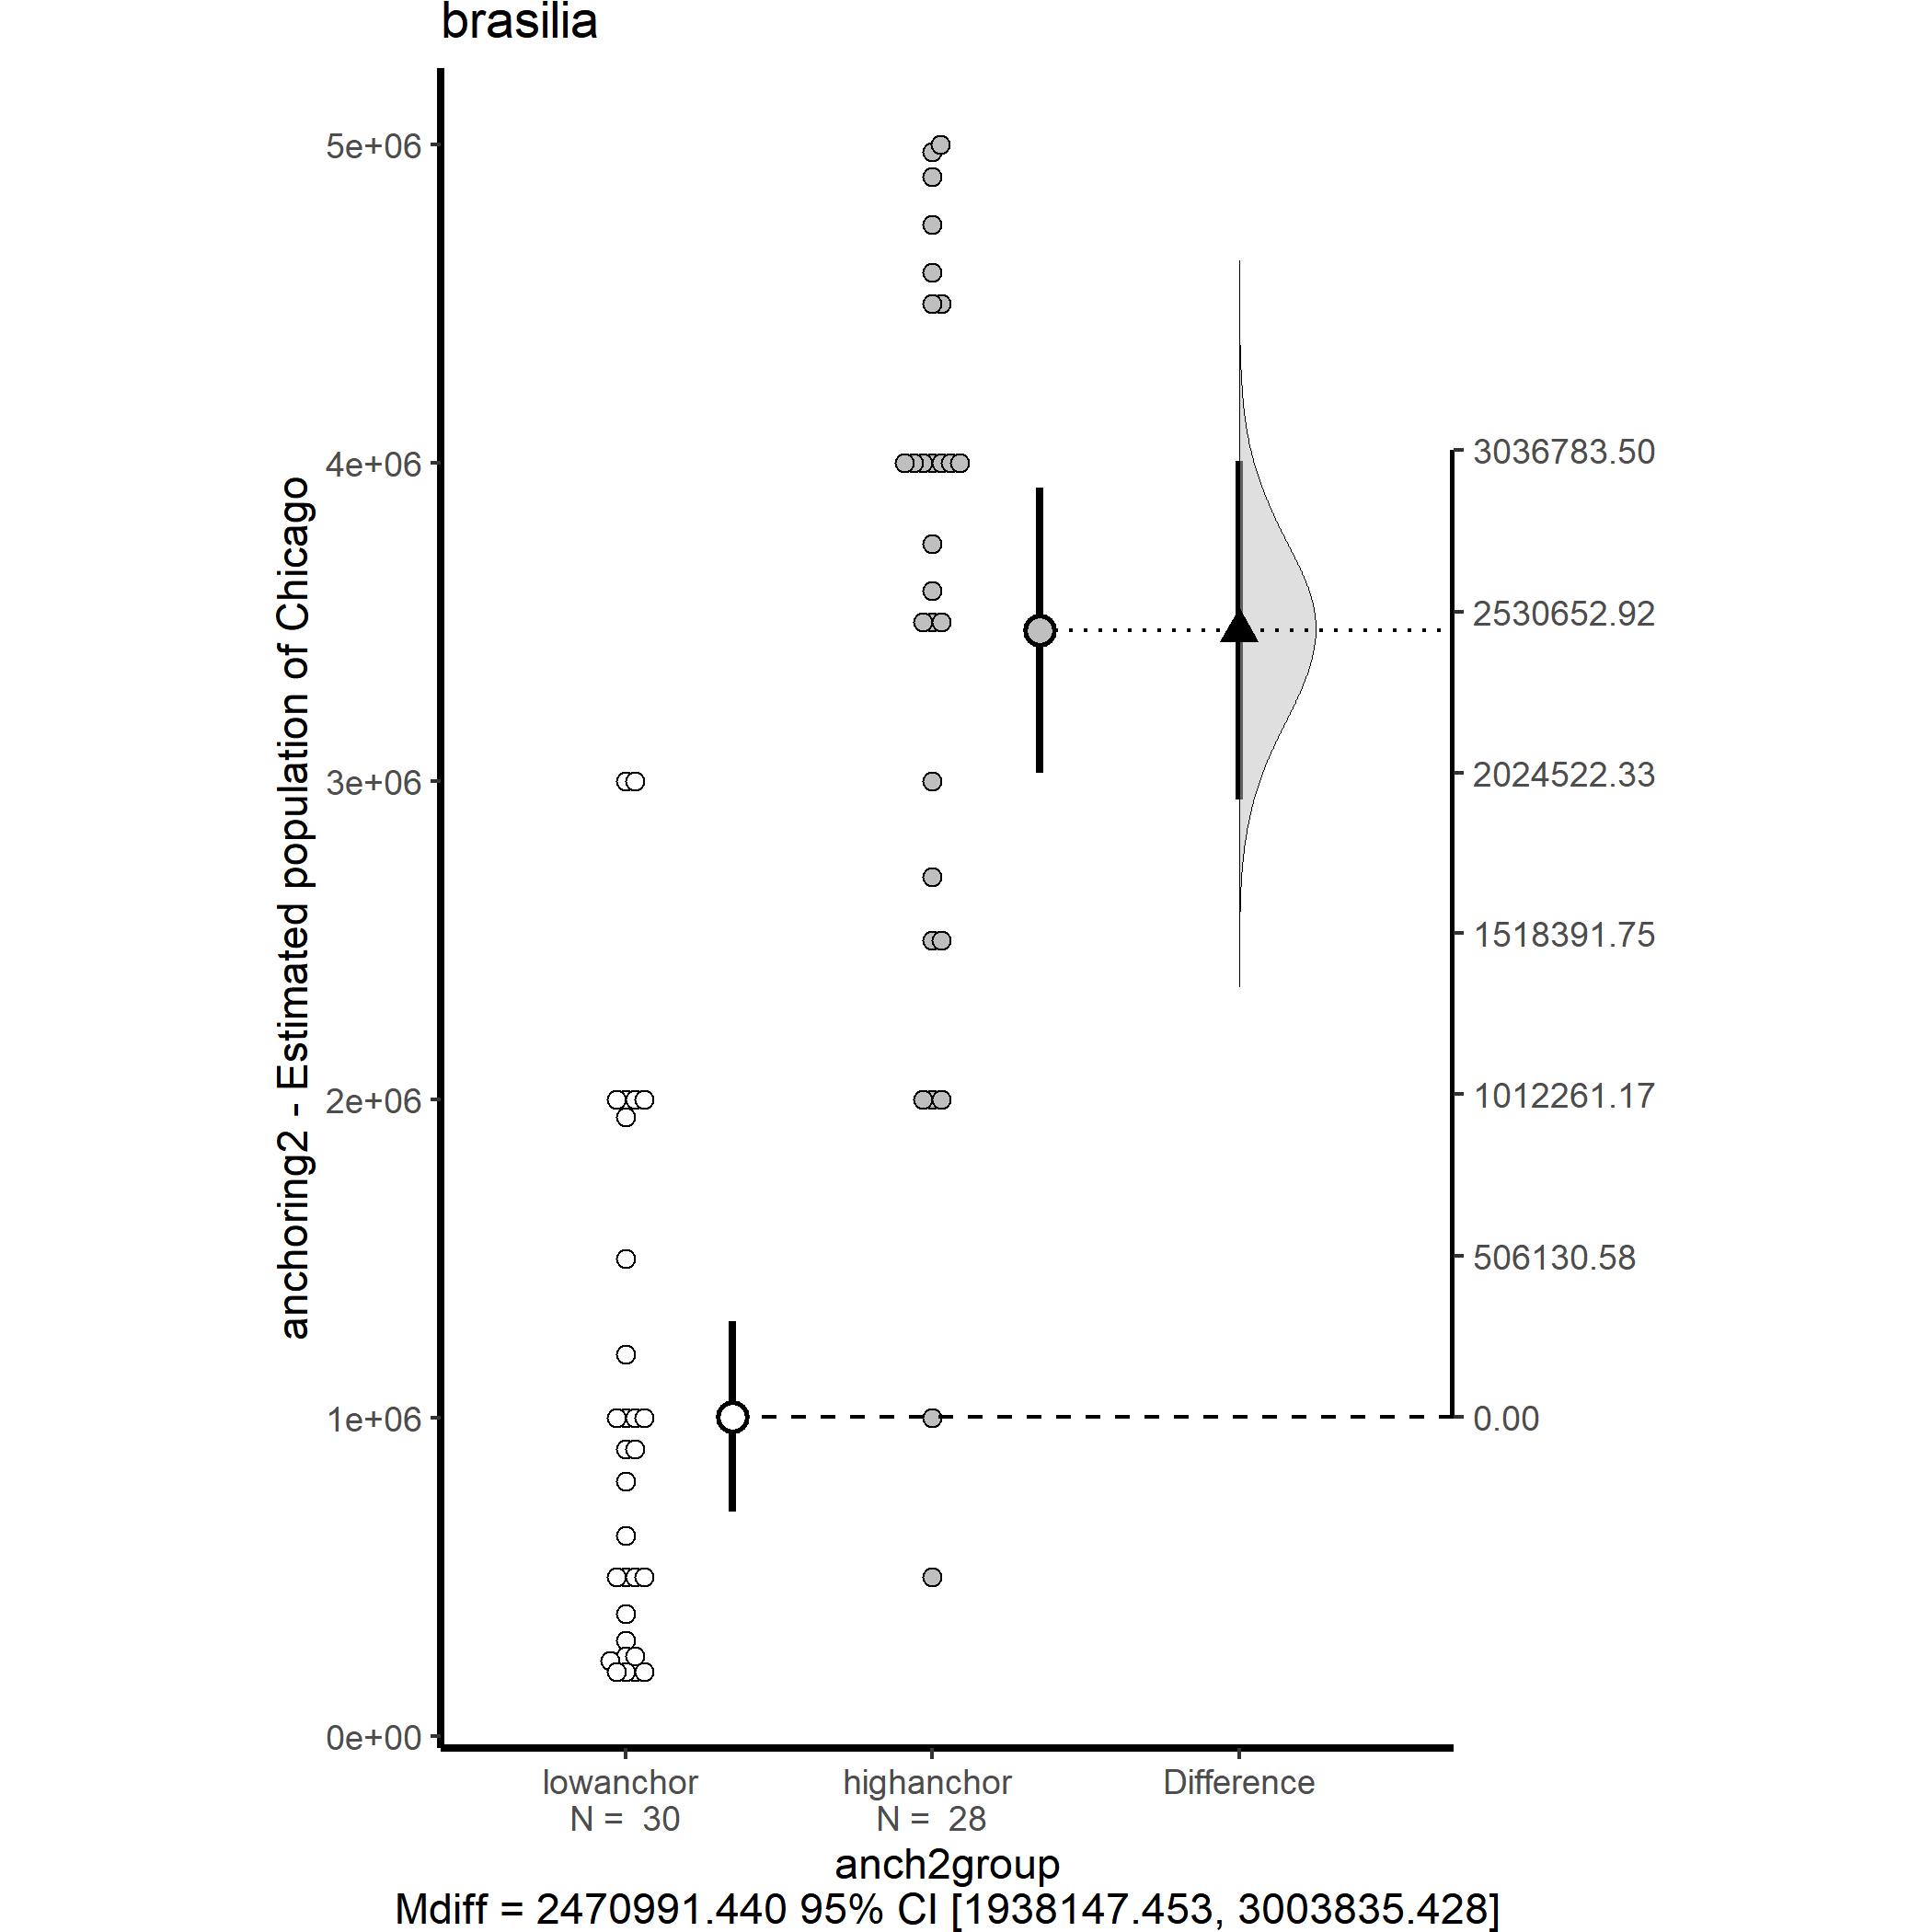 brasilia
anchoring2 - Estimated population of Chicago
5e+06
4e+06
3e+06
2e+06
1e+06
0e+00
3036783.50
2530652.92
2024522.33
1518391.75
1012261.17
506130.58
0.00
lowanchor
N =  30
highanchor
N =  28
Difference
anch2group
Mdiff = 2470991.440 95% CI [1938147.453, 3003835.428]